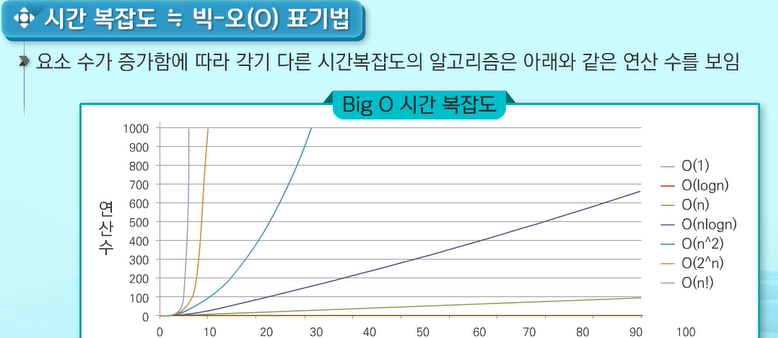 시간 복잡도 ≒ 빅-오(O) 표기법
요소 수가 증가함에 따라 각기 다른 시간복잡도의 알고리즘은 아래와 같은 연산 수를 보임
Big O 시간 복잡도
연산수
1000
900
800
700
600
500
400
300
200
100
0
0 10 20 30 40 50 60 70 80 90 100
O(1)
O(logn)
O(n)
O(nlogn)
O(n^2)
O(2^n)
O(n!)